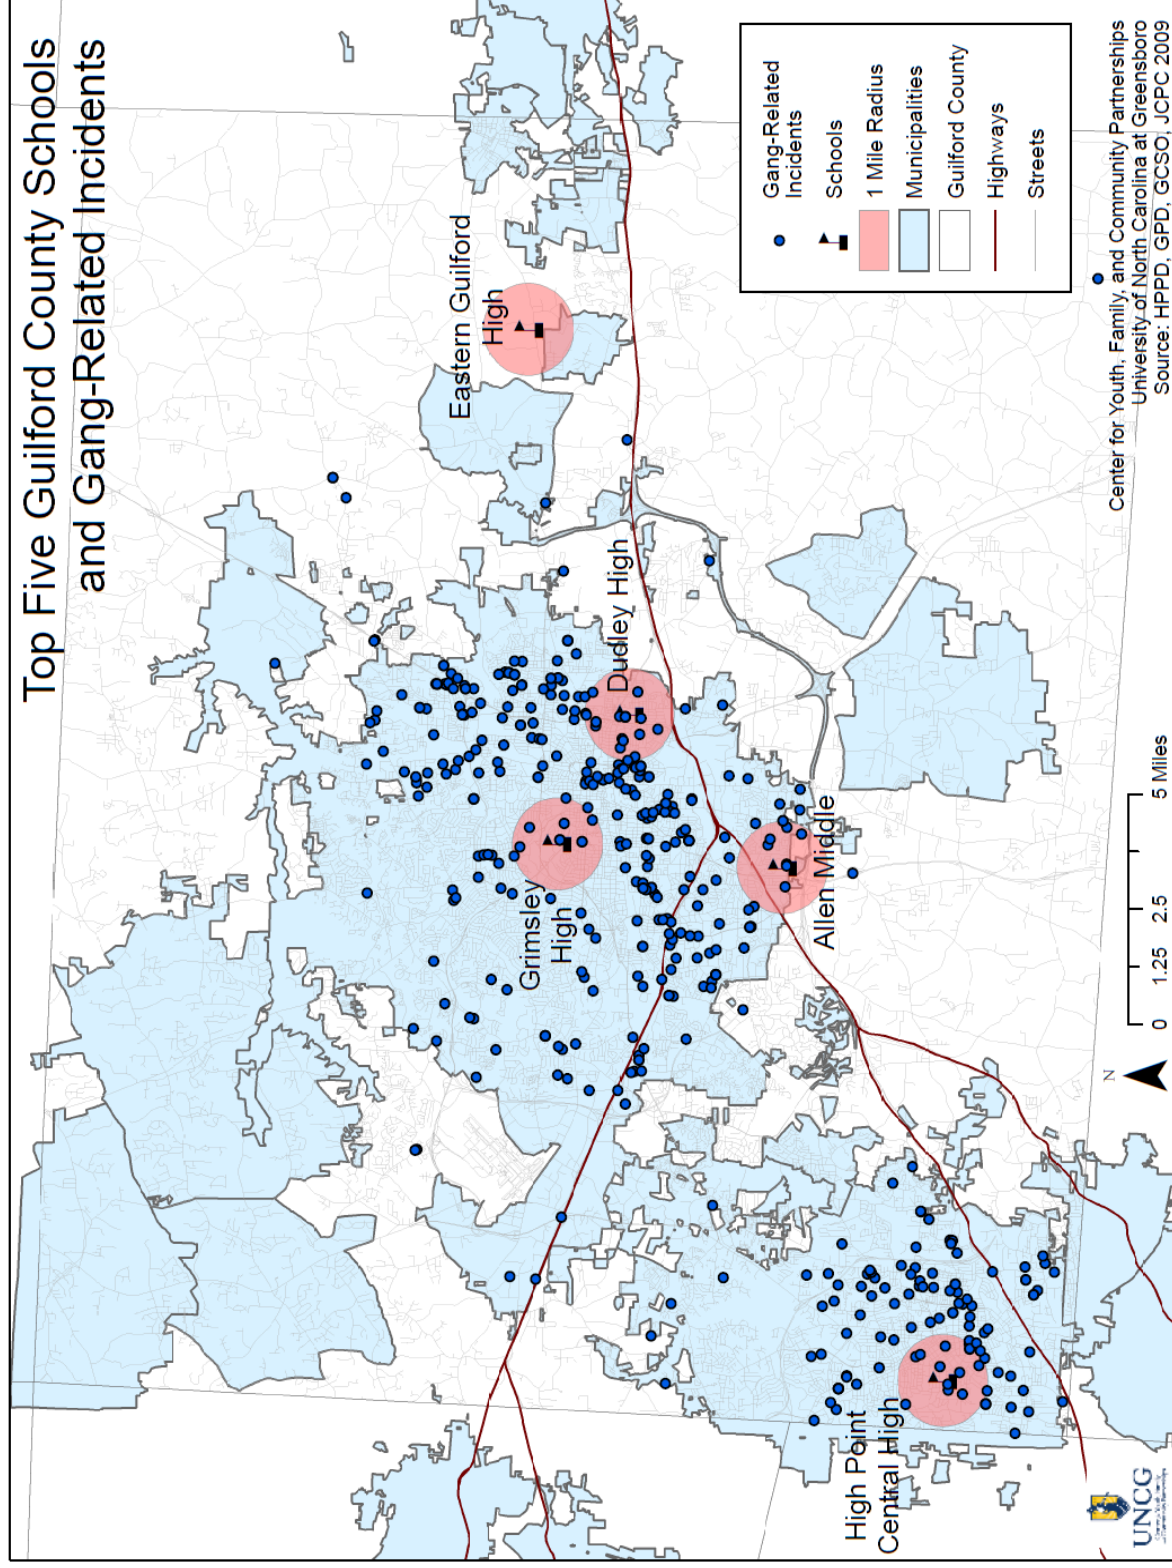 Top Five Guilford County Schools
and Gang-Related Incidents
Eastern Guilford
High
Dudley High
Grimsley
High
Allen Middle
High Point
Central High
Gang-Related
Incidents
Schools
1 Mile Radius
Municipalities
Guilford County
Highways
Streets
N
0 1.25 2.5 5 Miles
Center for Youth, Family, and Community Partnerships
University of North Carolina at Greensboro
Source: HPPD, GPD, GCSO, JCPC 2009
UNCG